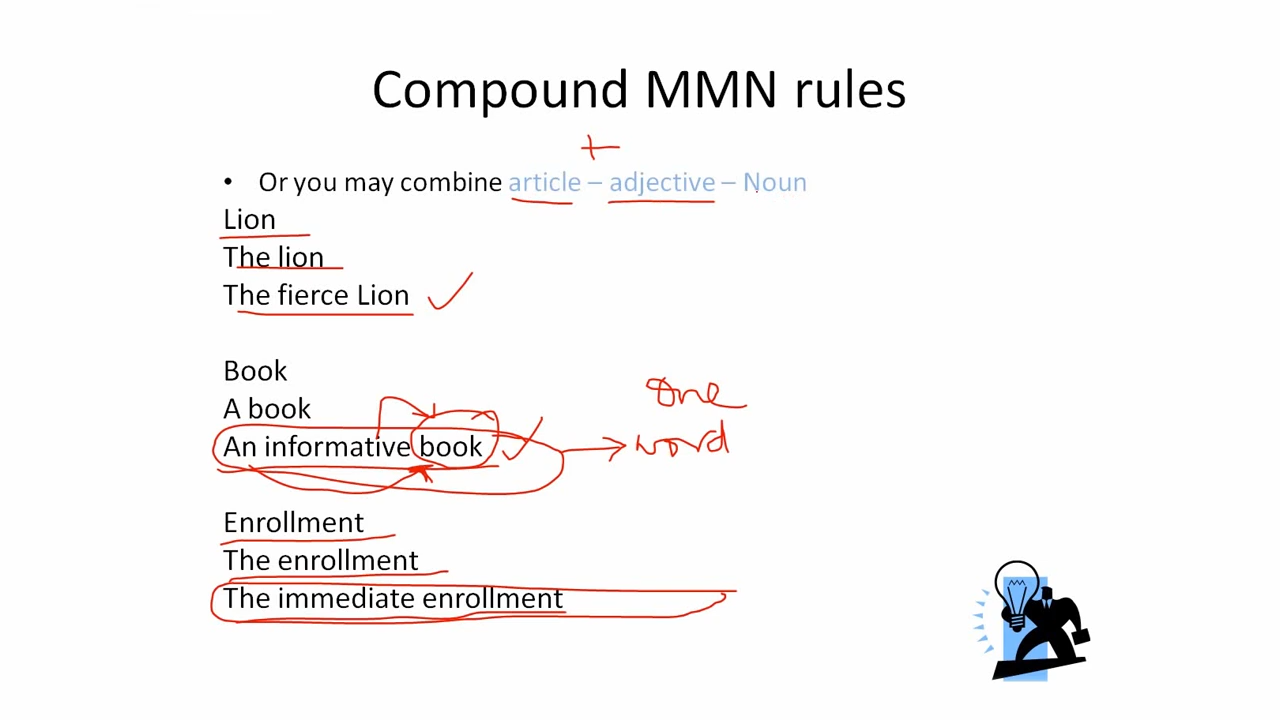 Compound MMN rules
+
• Or you may combine article – adjective – Noun
Lion
The lion
The fierce Lion
Book
A book
An informative book
One
word
Enrollment
The enrollment
The immediate enrollment